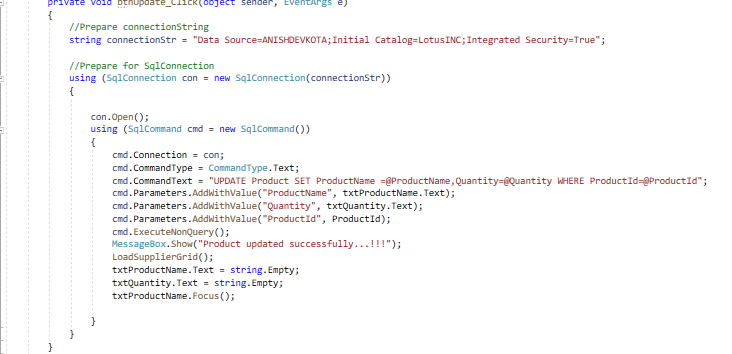 private void btnUpdate_Click(object sender, EventArgs e)
{
//Prepare connectionString
string connectionStr = "Data Source=ANISHDEVKOTA;Initial Catalog=LotusINC;Integrated Security=True";
//Prepare for SqlConnection
using (SqlConnection con = new SqlConnection(connectionStr))
{
con.Open();
using (SqlCommand cmd = new SqlCommand())
{
cmd.Connection = con;
cmd.CommandType = CommandType.Text;
cmd.CommandText = "UPDATE Product SET ProductName =@ProductName,Quantity=@Quantity WHERE ProductId=@ProductId";
cmd.Parameters.AddWithValue("ProductName", txtProductName.Text);
cmd.Parameters.AddWithValue("Quantity", txtQuantity.Text);
cmd.Parameters.AddWithValue("ProductId", ProductId);
cmd.ExecuteNonQuery();
MessageBox.Show("Product updated successfully...!!!");
LoadSupplierGrid();
txtProductName.Text = string.Empty;
txtQuantity.Text = string.Empty;
txtProductName.Focus();
}
}
}